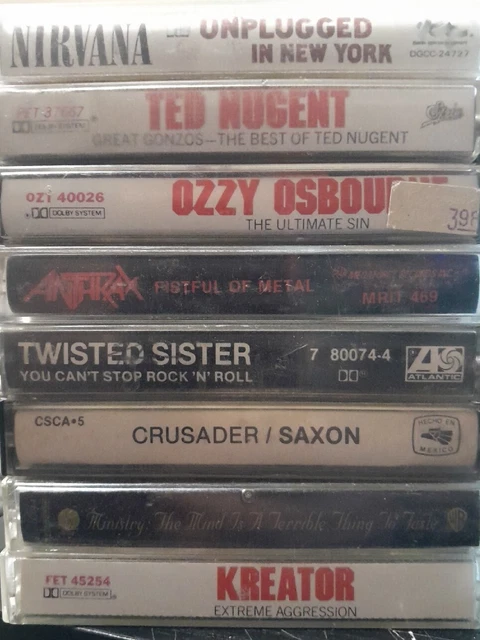 NIRVANA UNPLUGGED
IN NEW YORK
DGCC 24727
TED NUGENT
GREAT GONZOS—THE BEST OF TED NUGENT
DOLBY SYSTEM
Epic
OZT 40026
OZZY OSBOURNE
DOLBY SYSTEM
THE ULTIMATE SIN
39F
ANTHRAX FISTFUL OF METAL
MRIT 469
TWISTED SISTER 7 80074-4
YOU CAN'T STOP ROCK 'N' ROLL
ATLANTIC
CSCA•5
CRUSADER / SAXON
HECHO EN
MEXICO
Ministry: The Mind Is A Terrible Thing To Taste
FET 45254
KREATOR
DOLBY SYSTEM
EXTREME AGGRESSION